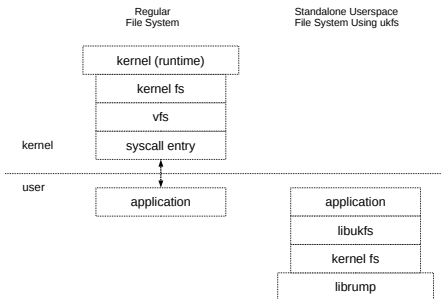 Regular
File System
Standalone Userspace
File System Using ukfs
kernel (runtime)
kernel fs
vfs
kernel
syscall entry
user
application
application
libukfs
kernel fs
librump